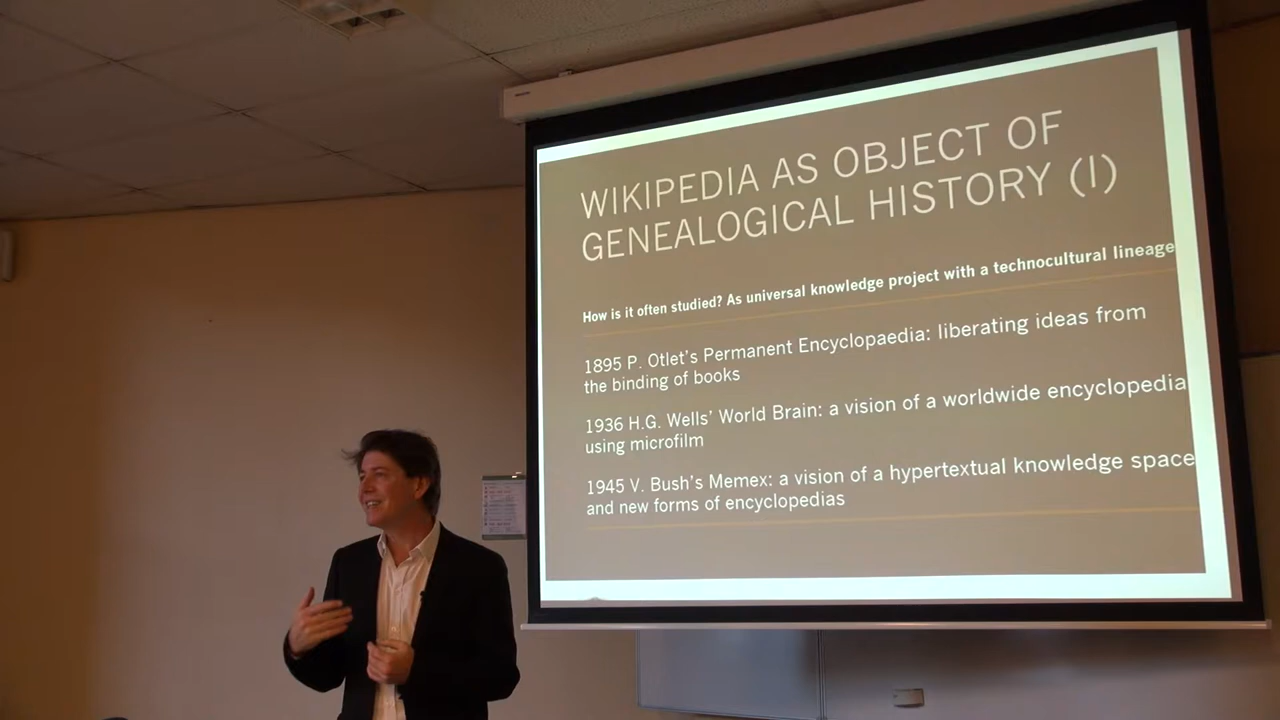 WIKIPEDIA AS OBJECT OF
GENEALOGICAL HISTORY (I)
How is it often studied? As universal knowledge project with a technocultural lineage
1895 P. Otlet's Permanent Encyclopaedia: liberating ideas from
the binding of books
1936 H.G. Wells' World Brain: a vision of a worldwide encyclopedia
using microfilm
1945 V. Bush's Memex: a vision of a hypertextual knowledge space
and new forms of encyclopedias